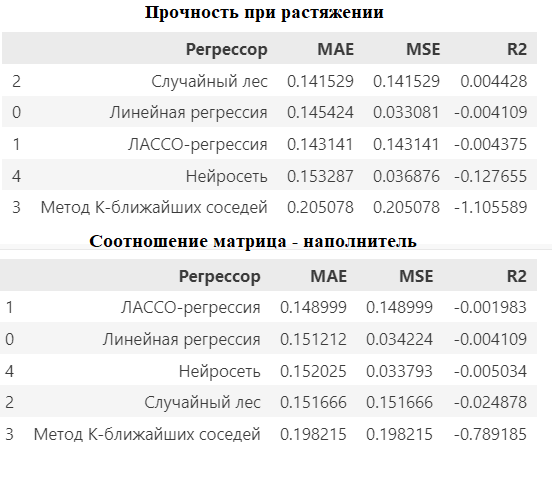 Прочность при растяжении
Регрессор MAE MSE R2
2 Случайный лес 0.141529 0.141529 0.004428
0 Линейная регрессия 0.145424 0.033081 -0.004109
1 ЛАССО-регрессия 0.143141 0.143141 -0.004375
4 Нейросеть 0.153287 0.036876 -0.127655
3 Метод К-ближайших соседей 0.205078 0.205078 -1.105589
Соотношение матрица - наполнитель
Регрессор MAE MSE R2
1 ЛАССО-регрессия 0.148999 0.148999 -0.001983
0 Линейная регрессия 0.151212 0.034224 -0.004109
4 Нейросеть 0.152025 0.033793 -0.005034
2 Случайный лес 0.151666 0.151666 -0.024878
3 Метод К-ближайших соседей 0.198215 0.198215 -0.789185